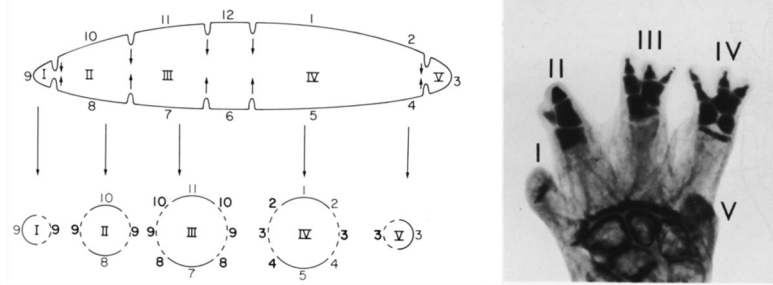 12
11 1
10 2
9 I II III IV V 3
8 7 6 5 4
10 11 1
10 10 2 2
9 I 9 9 II 9 9 III 9 3 IV 3 3 V 3
8 8 8 4 4
7 5
III IV
II
I
V